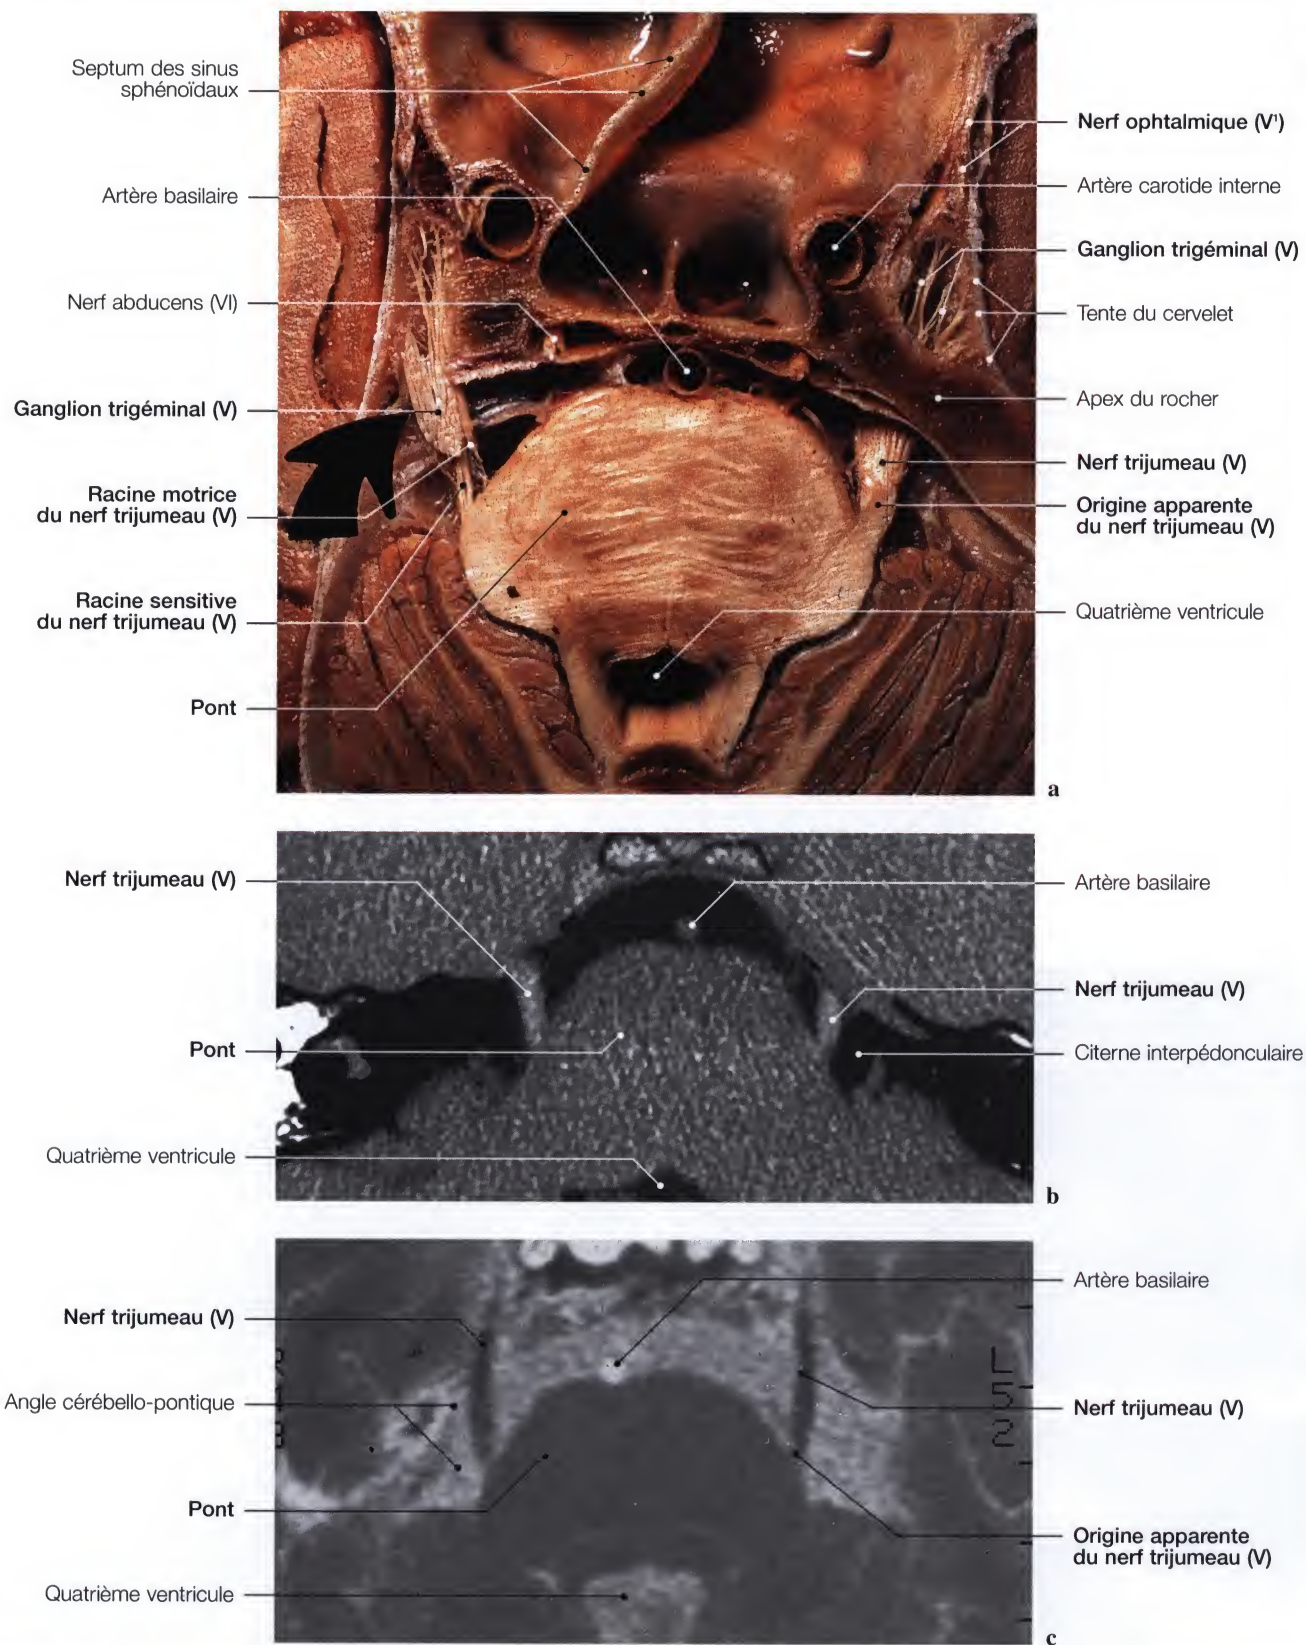 Septum des sinus
sphénoïdaux
Artère basilaire
Nerf abducens (VI)
Ganglion trigéminal (V)
Racine motrice
du nerf trijumeau (V)
Racine sensitive
du nerf trijumeau (V)
Pont
Nerf ophtalmique (V¹)
Artère carotide interne
Ganglion trigéminal (V)
Tente du cervelet
Apex du rocher
Nerf trijumeau (V)
Origine apparente
du nerf trijumeau (V)
Quatrième ventricule
a
Nerf trijumeau (V)
Pont
Quatrième ventricule
Artère basilaire
Nerf trijumeau (V)
Citerne interpédonculaire
b
Nerf trijumeau (V)
Angle cérébello-pontique
Pont
Quatrième ventricule
Artère basilaire
L52
Nerf trijumeau (V)
Origine apparente
du nerf trijumeau (V)
c